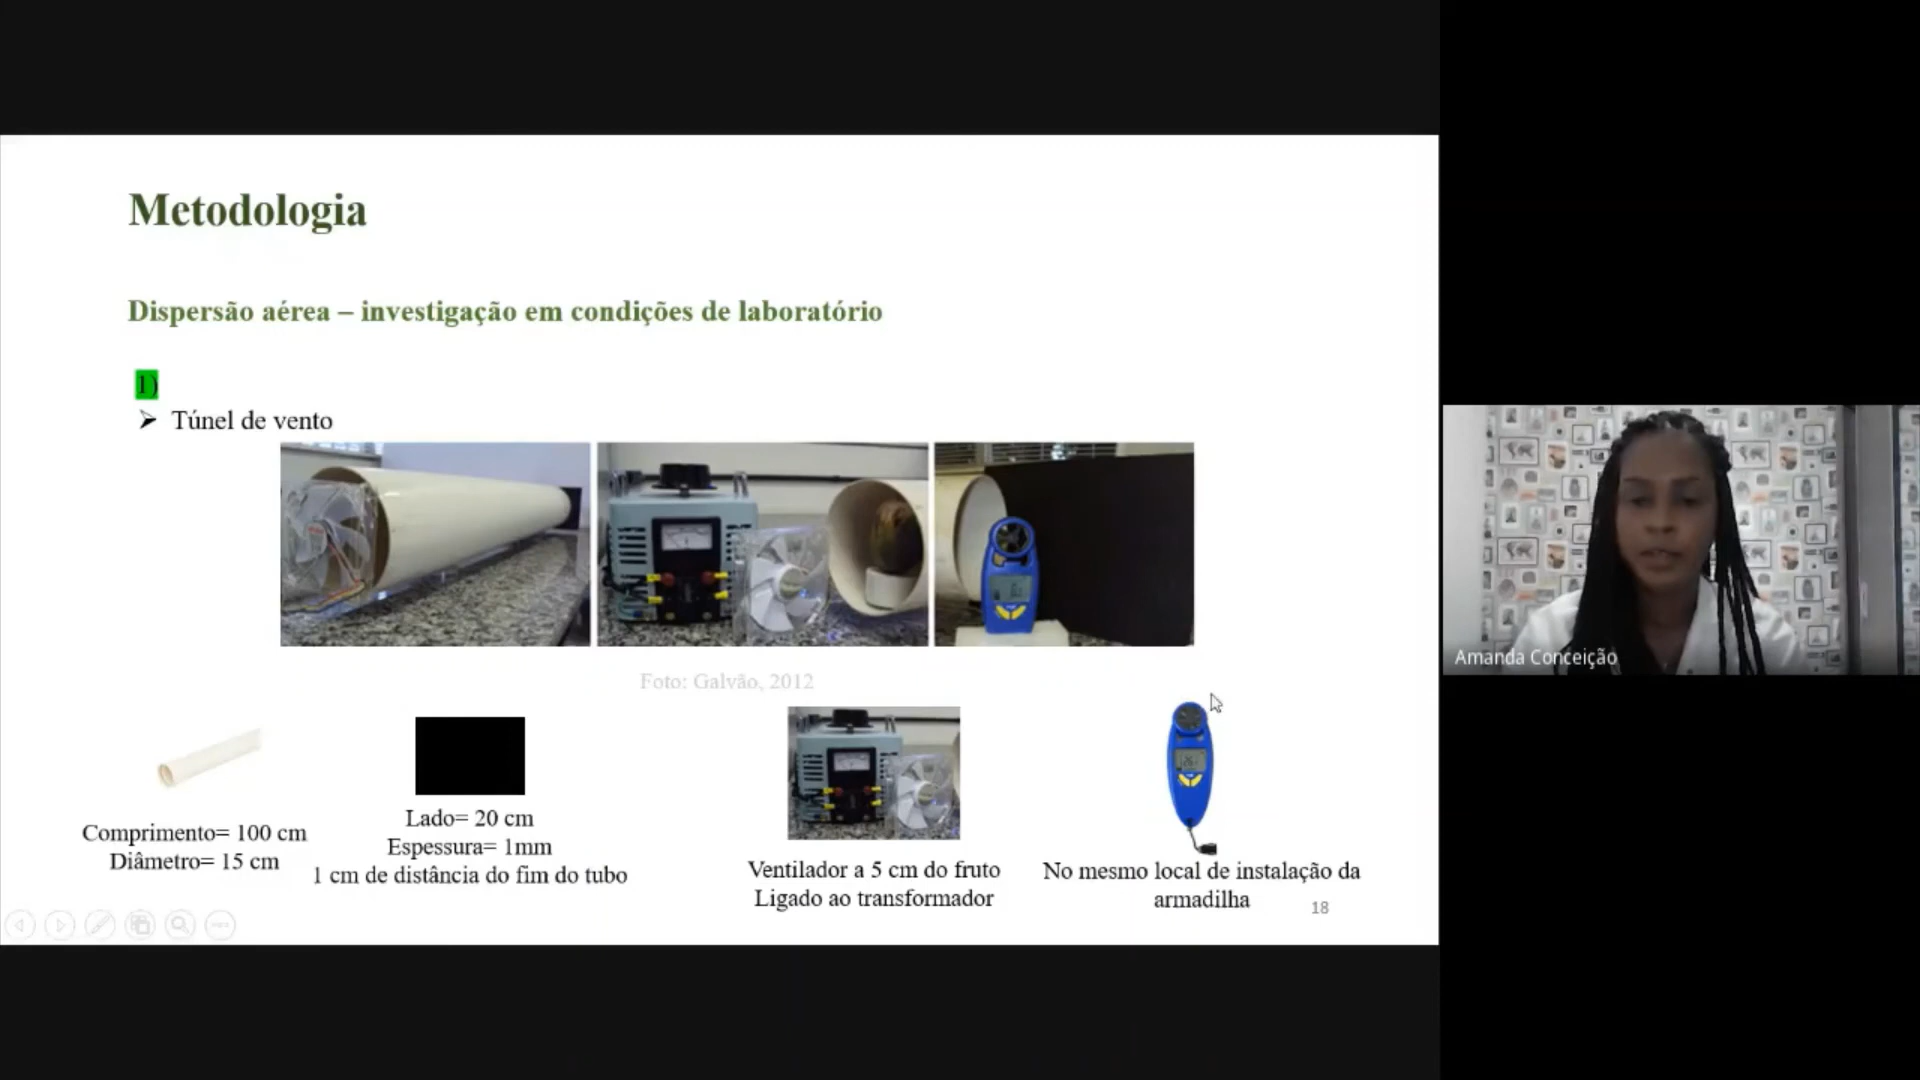 Metodologia
Dispersão aérea – investigação em condições de laboratório
1)
➢ Túnel de vento
Foto: Galvão, 2012
Comprimento= 100 cm
Diâmetro= 15 cm
Lado= 20 cm
Espessura= 1mm
1 cm de distância do fim do tubo
Ventilador a 5 cm do fruto
Ligado ao transformador
No mesmo local de instalação da
armadilha
18
Amanda Conceição